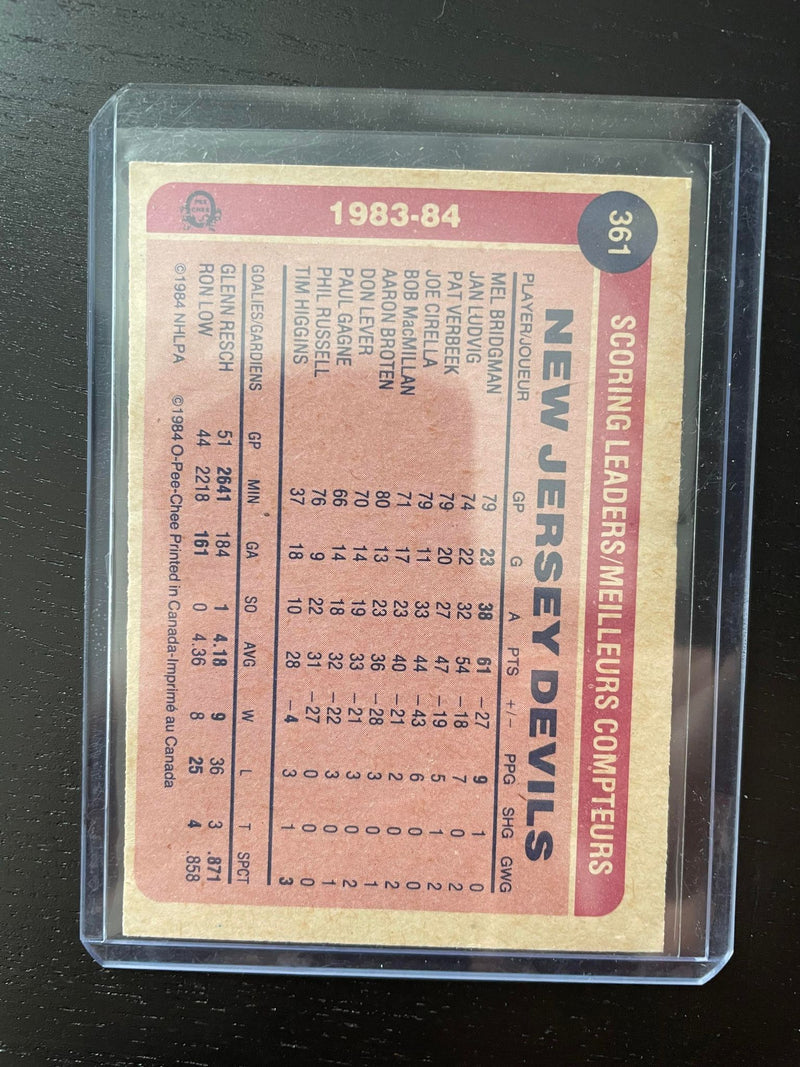 361 SCORING LEADERS/MEILLEURS COMPTEURS
1983-84
NEW JERSEY DEVILS
PLAYER/JOUEUR GP G A PTS +/- PPG SHG GWG
MEL BRIDGMAN 79 23 38 61 -27 9 1 0
JAN LUDVIG 74 22 32 54 -18 7 0 2
PAT VERBEEK 79 20 27 47 -19 5 1 2
JOE CIRELLA 79 11 33 44 -43 6 0 0
BOB MacMILLAN 71 17 23 40 -21 2 0 2
AARON BROTEN 80 13 23 36 -28 3 0 1
DON LEVER 70 14 19 33 -21 3 0 2
PAUL GAGNE 66 14 18 32 -22 3 0 1
PHIL RUSSELL 76 9 22 31 -27 0 0 0
TIM HIGGINS 37 18 10 28 -4 3 1 3
GOALIES/GARDIENS GP MIN GA SO AVG W L T SPCT
GLENN RESCH 51 2641 184 1 4.18 9 36 3 .871
RON LOW 44 2218 161 0 4.36 8 25 4 .858
©1984 NHLPA ©1984 O-Pee-Chee Printed in Canada-Imprimé au Canada
PEE
CHEE